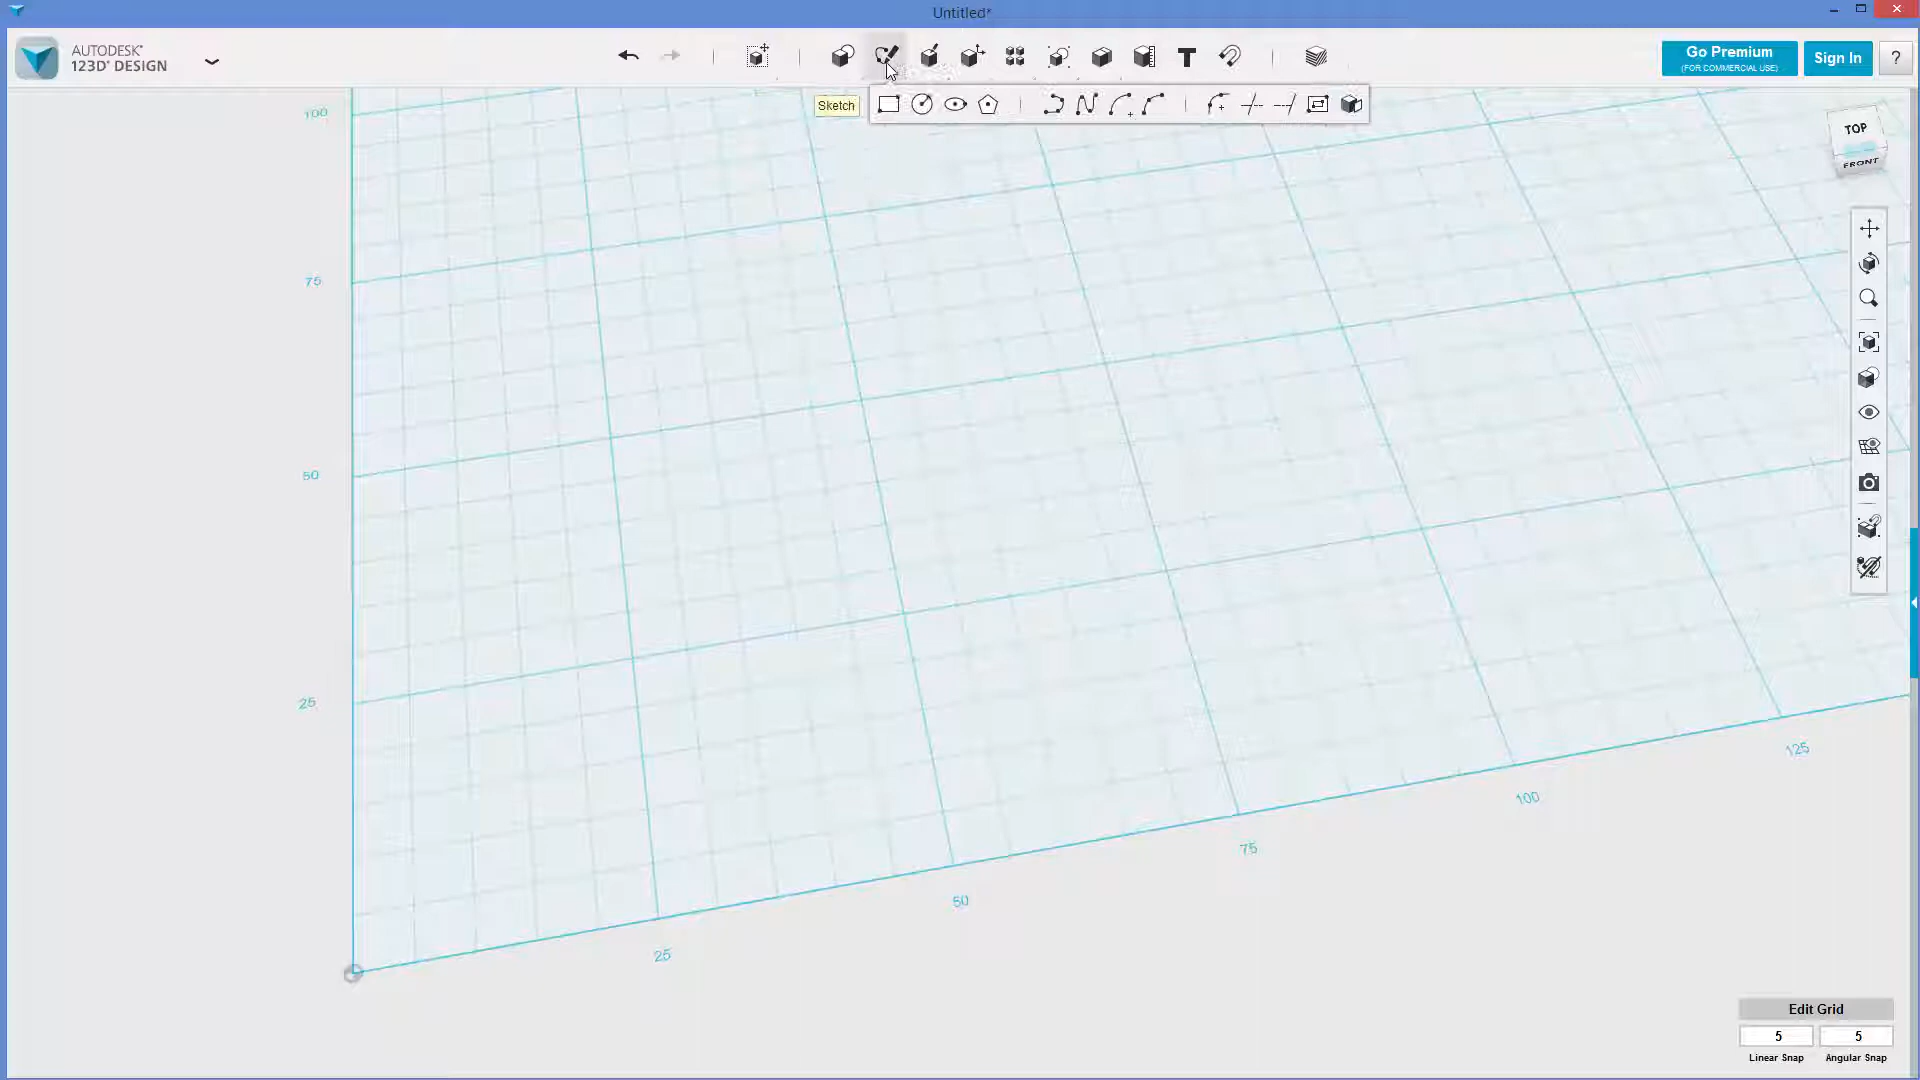 Untitled*
AUTODESK®
123D® DESIGN
T
Go Premium
(FOR COMMERCIAL USE)
Sign In
?
Sketch
TOP
FRONT
100
75
50
25
25
50
75
100
125
Edit Grid
5
5
Linear Snap
Angular Snap